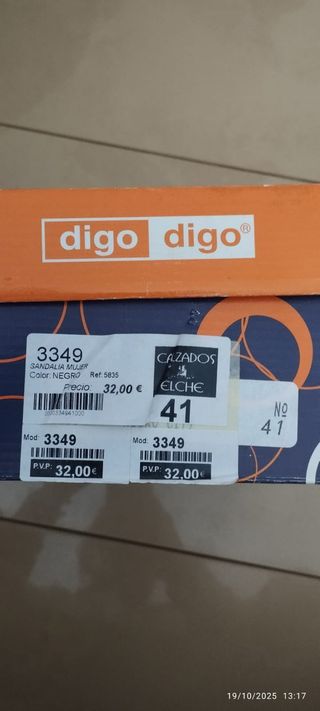 digo digo®
3349
SANDALIA MUJER
Color: NEGRO Ref: 5835
Precio: 32,00 €
CALZADOS
ELCHE
41
Nº
41
Mod: 3349
P.V.P: 32,00€
Mod: 3349
P.V.P: 32,00€
19/10/2025 13:17